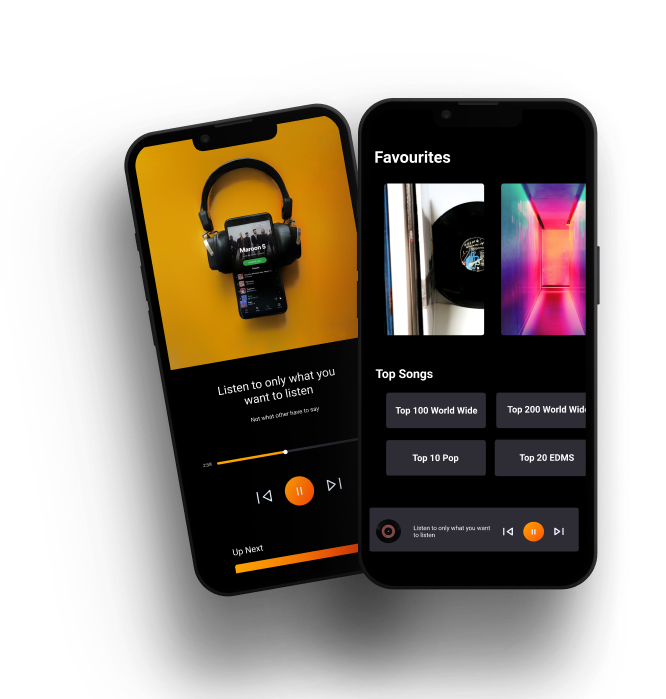 Maroon 5
Listen to only what you
want to listen
Not what other have to say
2:58
Up Next
Favourites
Top Songs
Top 100 World Wide
Top 200 World Wide
Top 10 Pop
Top 20 EDMS
Listen to only what you want
to listen